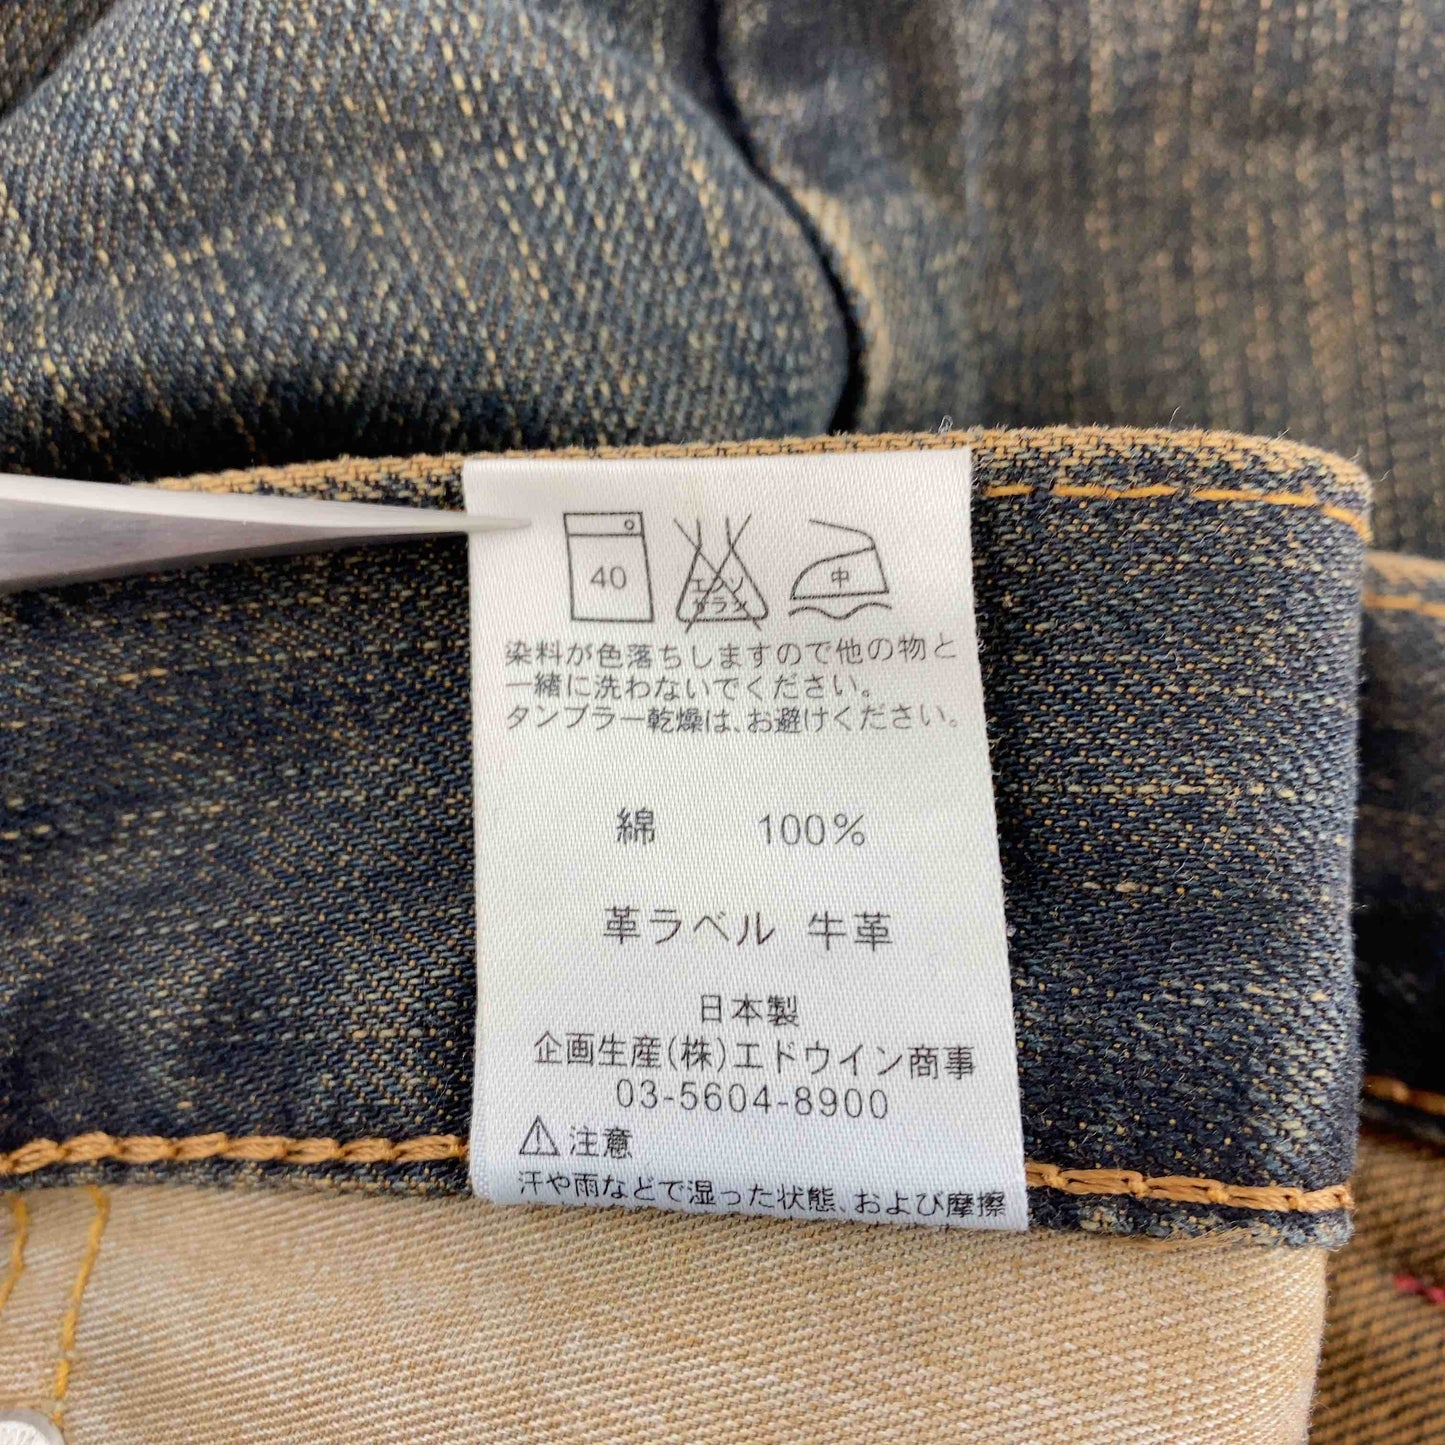 40
エンソ
サラシ
中
染料が色落ちしますので他の物と
一緒に洗わないでください。
タンブラー乾燥は、お避けください。
綿 100%
革ラベル 牛革
日本製
企画生産(株)エドウイン商事
03-5604-8900
注意
汗や雨などで湿った状態、および摩擦